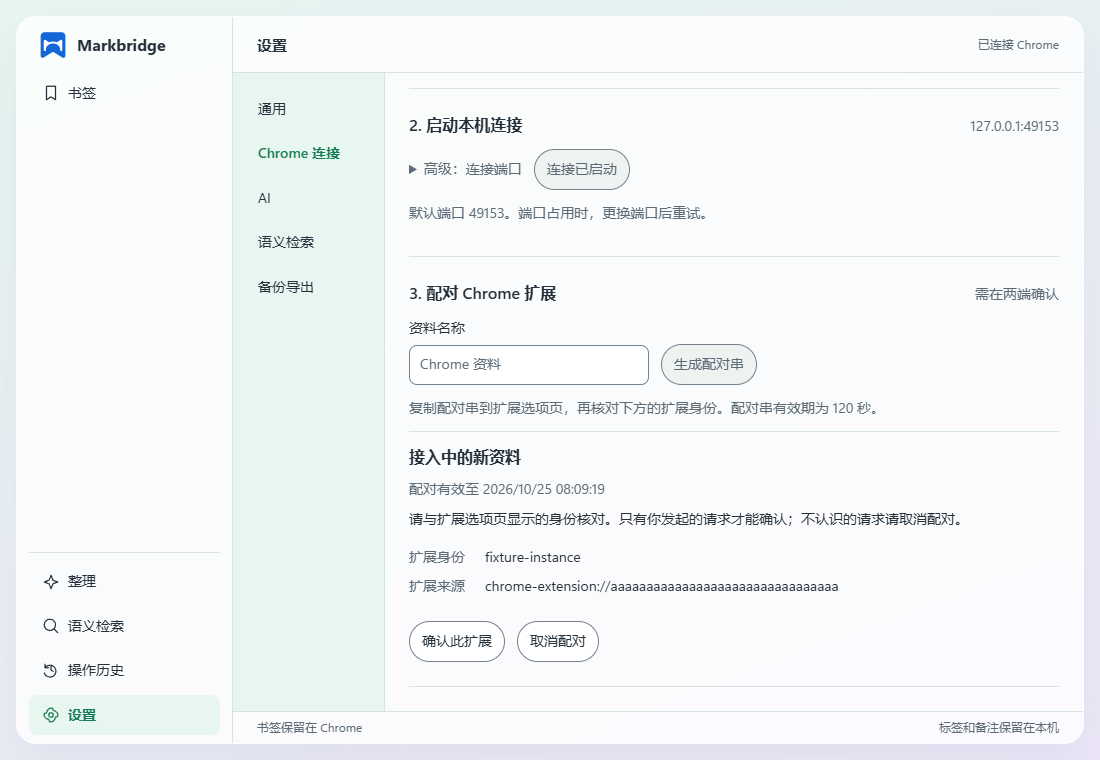 Markbridge
书签
整理
语义检索
操作历史
设置
设置
已连接 Chrome
通用
Chrome 连接
AI
语义检索
备份导出
2. 启动本机连接
127.0.0.1:49153
高级：连接端口
连接已启动
默认端口 49153。端口占用时，更换端口后重试。
3. 配对 Chrome 扩展
需在两端确认
资料名称
Chrome 资料
生成配对串
复制配对串到扩展选项页，再核对下方的扩展身份。配对串有效期为 120 秒。
接入中的新资料
配对有效至 2026/10/25 08:09:19
请与扩展选项页显示的身份核对。只有你发起的请求才能确认；不认识的请求请取消配对。
扩展身份 fixture-instance
扩展来源 chrome-extension://aaaaaaaaaaaaaaaaaaaaaaaaaaaaaaaa
确认此扩展
取消配对
书签保留在 Chrome
标签和备注保留在本机